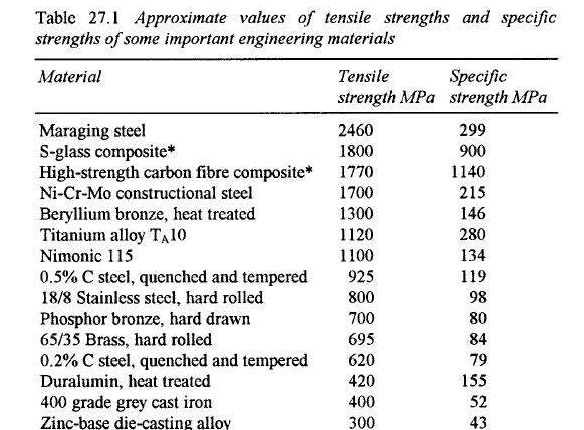 Table 27.1 Approximate values of tensile strengths and specific
strengths of some important engineering materials
Material Tensile strength MPa Specific strength MPa
Maraging steel 2460 299
S-glass composite* 1800 900
High-strength carbon fibre composite* 1770 1140
Ni-Cr-Mo constructional steel 1700 215
Beryllium bronze, heat treated 1300 146
Titanium alloy TA10 1120 280
Nimonic 115 1100 134
0.5% C steel, quenched and tempered 925 119
18/8 Stainless steel, hard rolled 800 98
Phosphor bronze, hard drawn 700 80
65/35 Brass, hard rolled 695 84
0.2% C steel, quenched and tempered 620 79
Duralumin, heat treated 420 155
400 grade grey cast iron 400 52
Zinc-base die-casting alloy 300 43